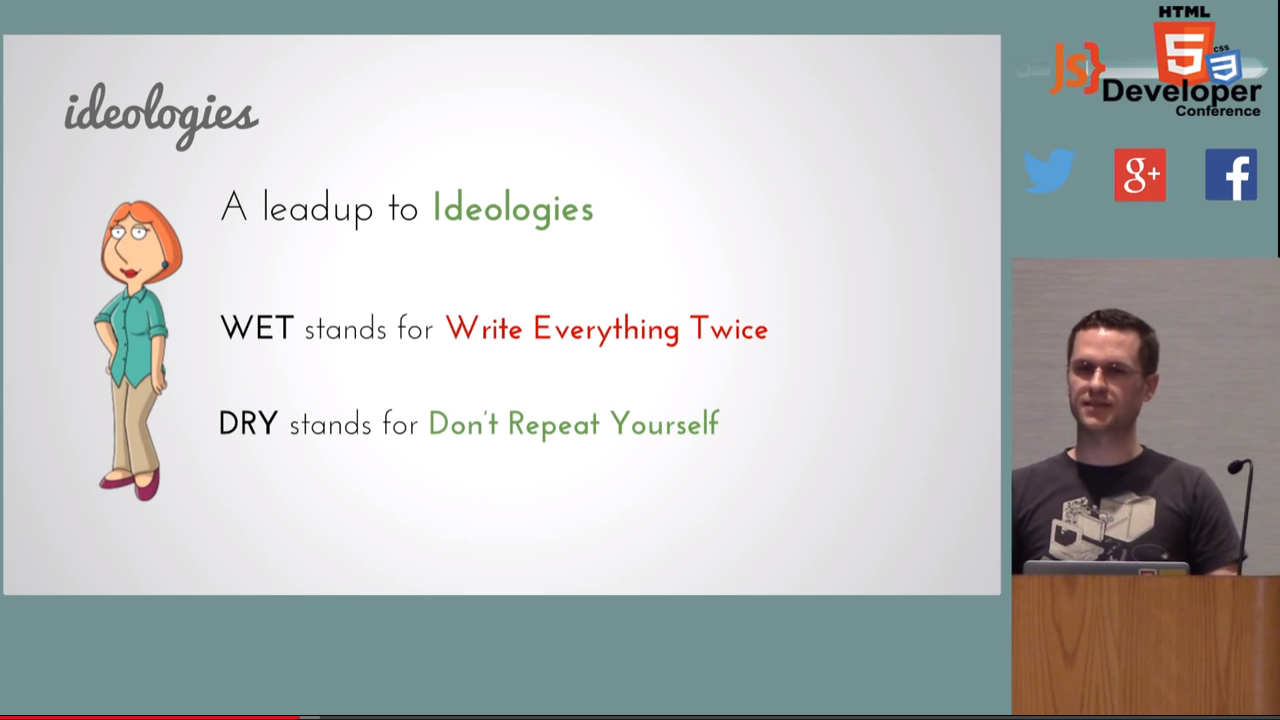 ideologies
A leadup to Ideologies
WET stands for Write Everything Twice
DRY stands for Don't Repeat Yourself
HTML
5
css
3
JS}
Developer
Conference
g+
f